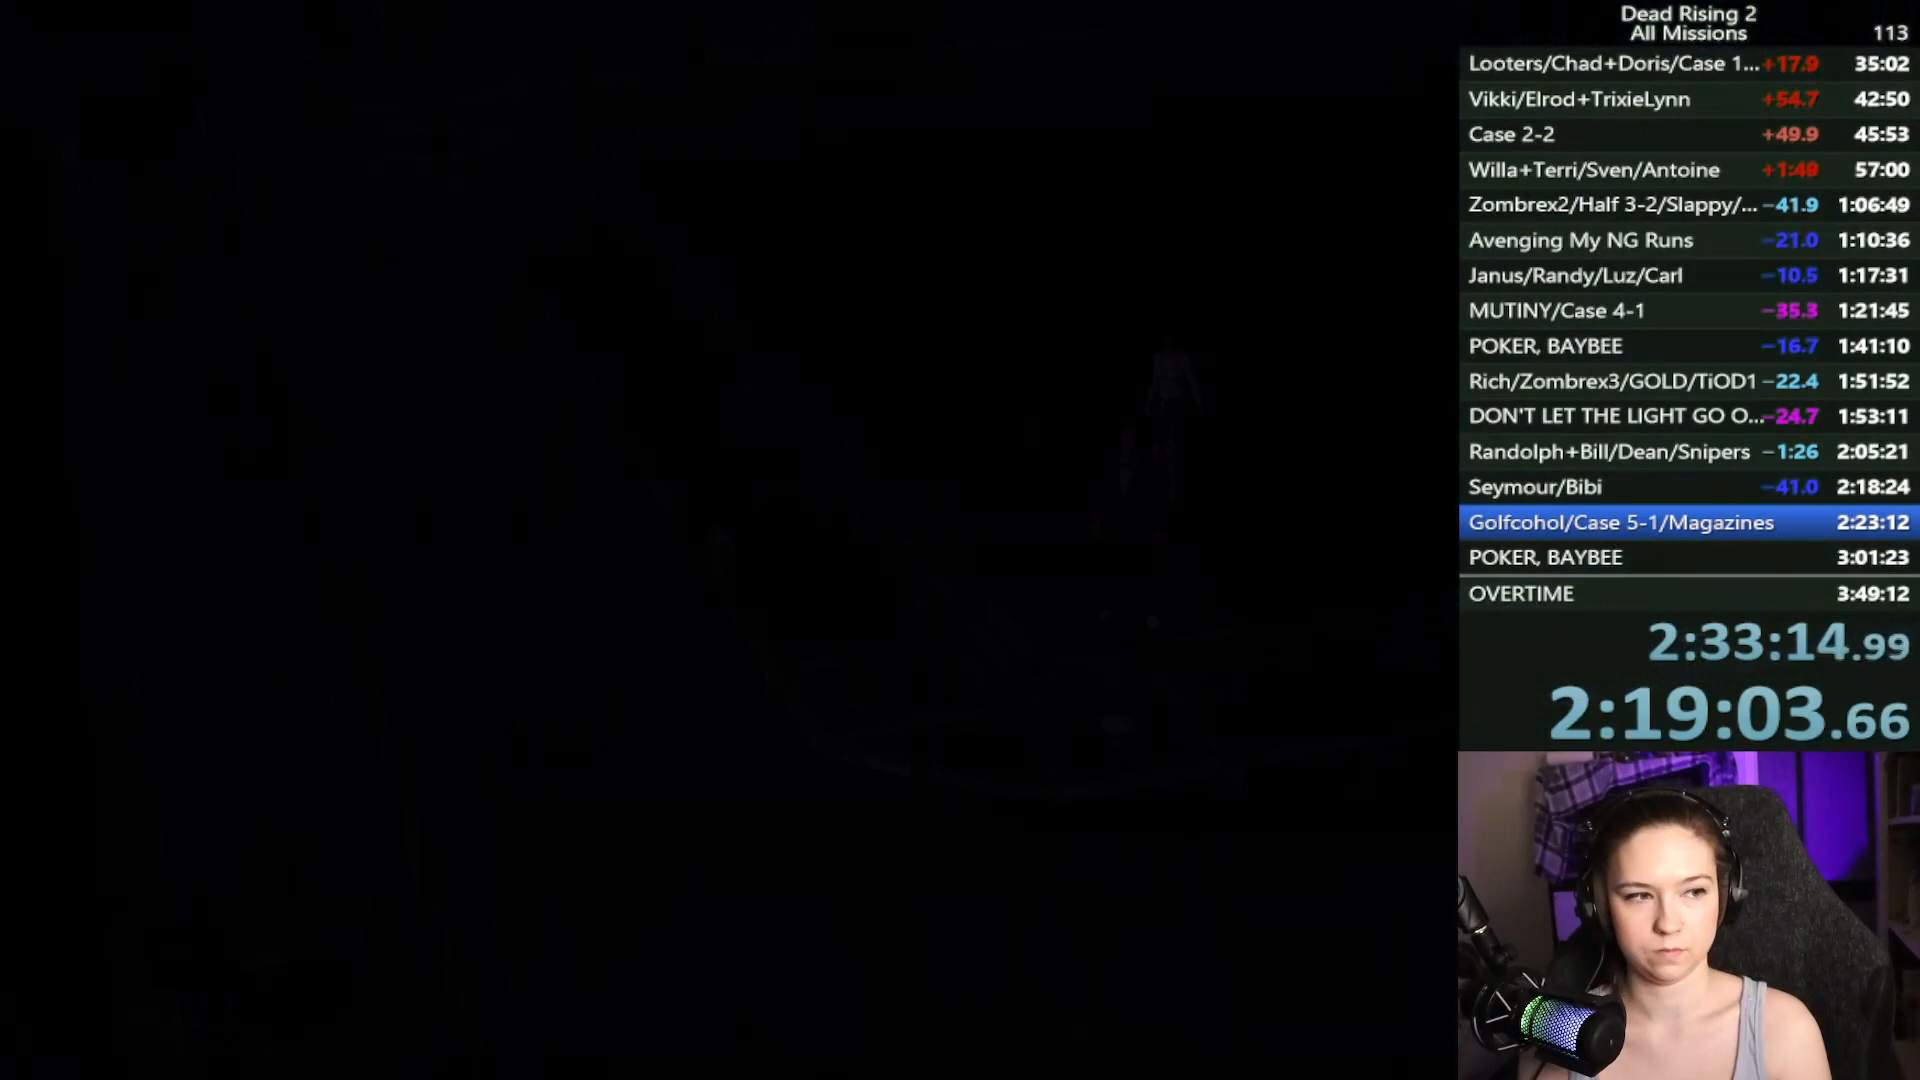 Dead Rising 2
All Missions 113
Looters/Chad+Doris/Case 1... +17.9 35:02
Vikki/Elrod+TrixieLynn +54.7 42:50
Case 2-2 +49.9 45:53
Willa+Terri/Sven/Antoine +1:49 57:00
Zombrex2/Half 3-2/Slappy/... −41.9 1:06:49
Avenging My NG Runs −21.0 1:10:36
Janus/Randy/Luz/Carl −10.5 1:17:31
MUTINY/Case 4-1 −35.3 1:21:45
POKER, BAYBEE −16.7 1:41:10
Rich/Zombrex3/GOLD/TiOD1 −22.4 1:51:52
DON'T LET THE LIGHT GO O... −24.7 1:53:11
Randolph+Bill/Dean/Snipers −1:26 2:05:21
Seymour/Bibi −41.0 2:18:24
Golfcohol/Case 5-1/Magazines 2:23:12
POKER, BAYBEE 3:01:23
OVERTIME 3:49:12
2:33:14.99
2:19:03.66